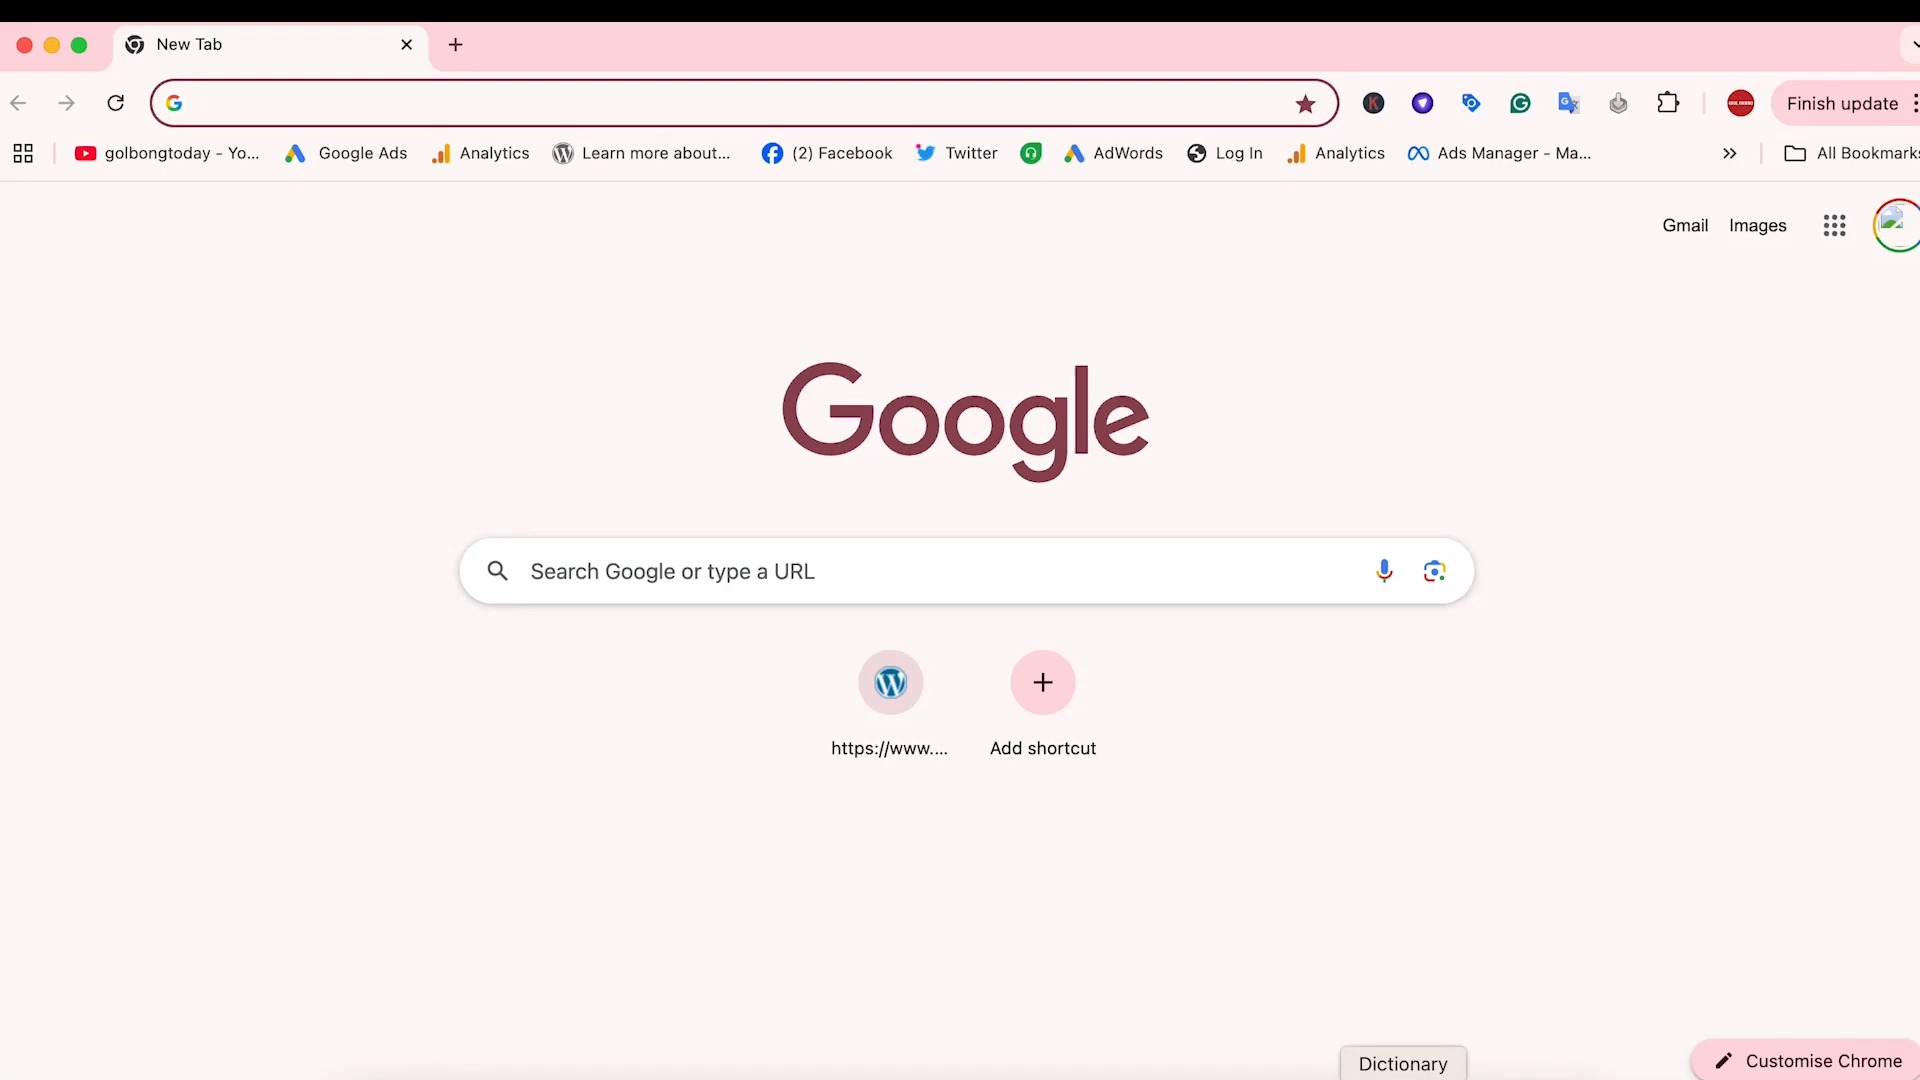 New Tab
Finish update
golbongtoday - Yo...
Google Ads
Analytics
Learn more about...
(2) Facebook
Twitter
AdWords
Log In
Analytics
Ads Manager - Ma...
All Bookmarks
Gmail
Images
Google
Search Google or type a URL
https://www....
Add shortcut
Dictionary
Customise Chrome